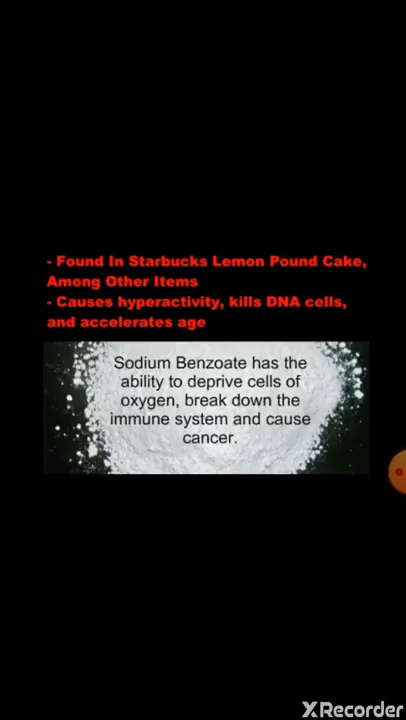 - Found In Starbucks Lemon Pound Cake,
Among Other Items
- Causes hyperactivity, kills DNA cells,
and accelerates age
Sodium Benzoate has the
ability to deprive cells of
oxygen, break down the
immune system and cause
cancer.
XRecorder